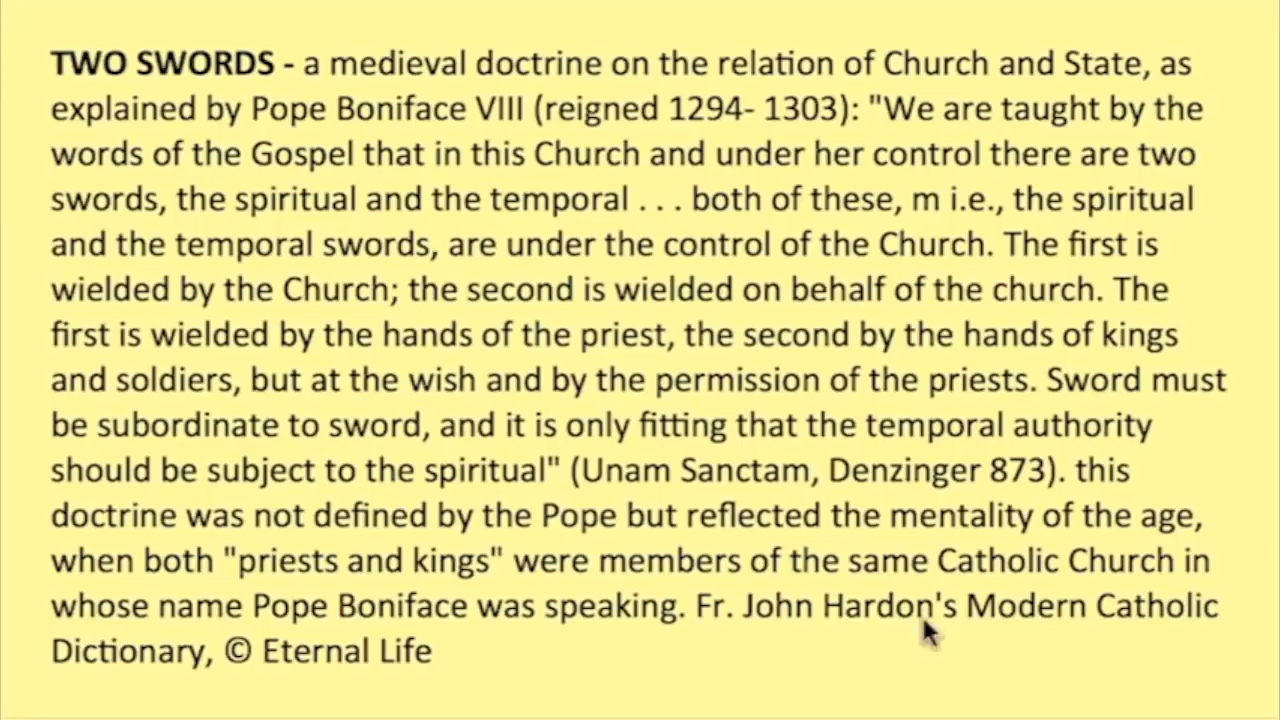 TWO SWORDS - a medieval doctrine on the relation of Church and State, as
explained by Pope Boniface VIII (reigned 1294- 1303): "We are taught by the
words of the Gospel that in this Church and under her control there are two
swords, the spiritual and the temporal . . . both of these, m i.e., the spiritual
and the temporal swords, are under the control of the Church. The first is
wielded by the Church; the second is wielded on behalf of the church. The
first is wielded by the hands of the priest, the second by the hands of kings
and soldiers, but at the wish and by the permission of the priests. Sword must
be subordinate to sword, and it is only fitting that the temporal authority
should be subject to the spiritual" (Unam Sanctam, Denzinger 873). this
doctrine was not defined by the Pope but reflected the mentality of the age,
when both "priests and kings" were members of the same Catholic Church in
whose name Pope Boniface was speaking. Fr. John Hardon's Modern Catholic
Dictionary, © Eternal Life